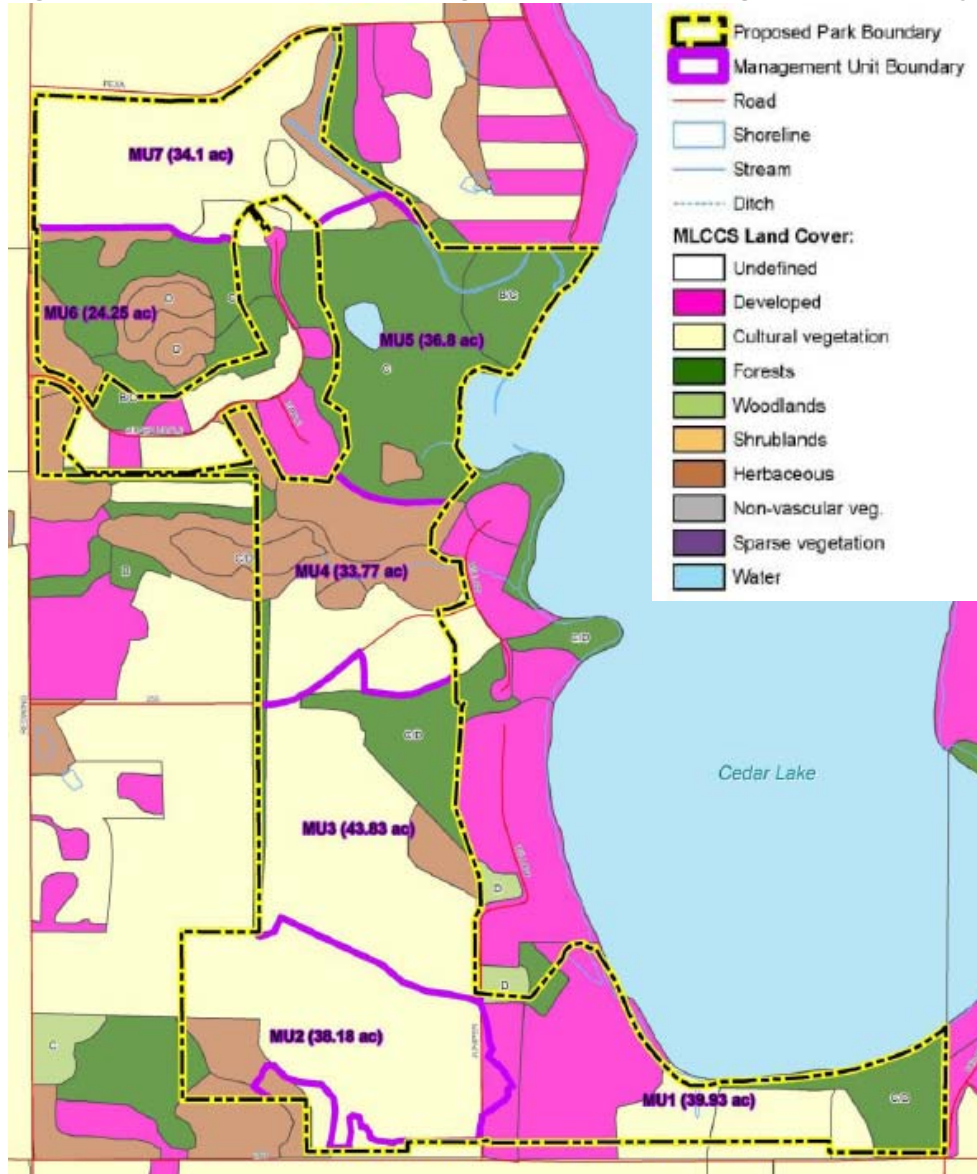 Proposed Park Boundary
Management Unit Boundary
Road
Shoreline
Stream
Ditch
MLCCS Land Cover:
Undefined
Developed
Cultural vegetation
Forests
Woodlands
Shrublands
Herbaceous
Non-vascular veg.
Sparse vegetation
Water
MU7 (34.1 ac)
B/C
D
C
MU6 (24.25 ac)
MU5 (36.8 ac)
D
C
B/C
C/D
D
MU4 (33.77 ac)
C/D
C/D
Cedar Lake
MU3 (43.83 ac)
D
D
MU2 (38.18 ac)
C
MU1 (39.93 ac)
C/D